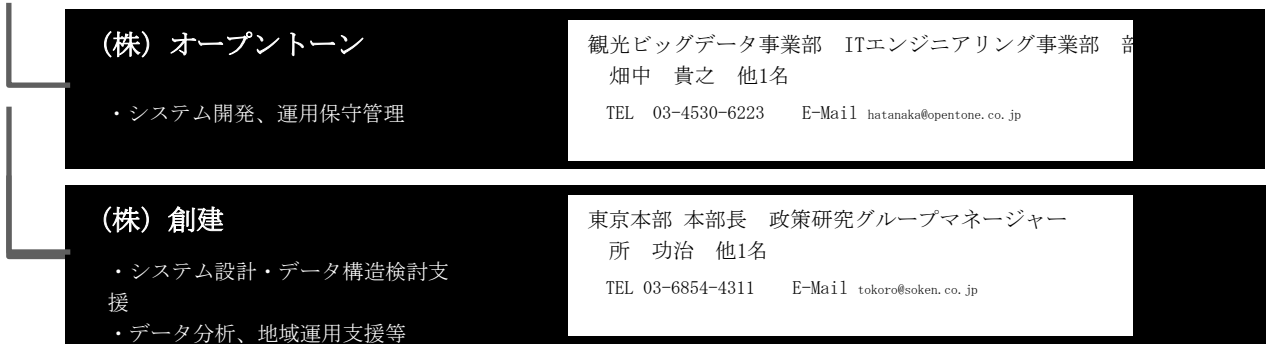 (株) オープントーン
・システム開発、運用保守管理
観光ビッグデータ事業部　ITエンジニアリング事業部　部
畑中　貴之　他1名
TEL　03-4530-6223　　E-Mail hatanaka@opentone.co.jp
(株) 創建
・システム設計・データ構造検討支
援
・データ分析、地域運用支援等
東京本部 本部長　政策研究グループマネージャー
所　功治　他1名
TEL 03-6854-4311　　E-Mail tokoro@soken.co.jp